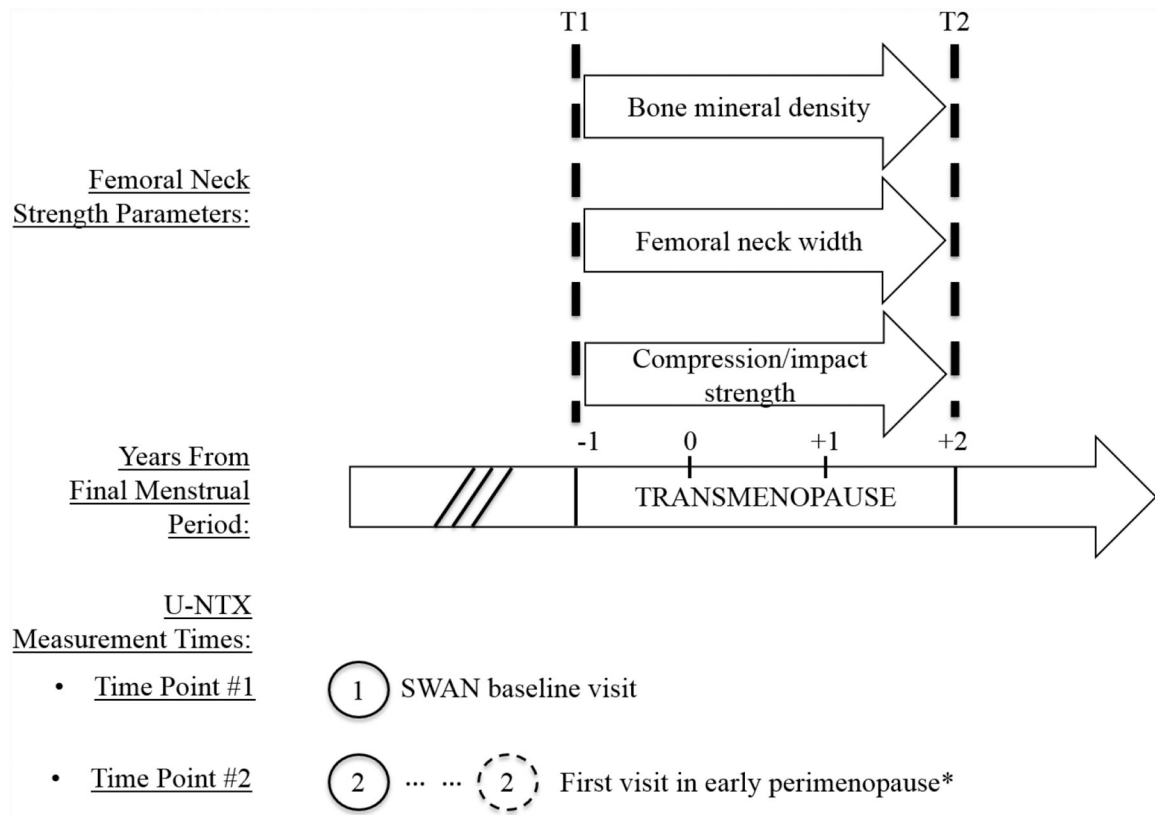 T1
T2
Bone mineral density
Femoral Neck
Strength Parameters:
Femoral neck width
Compression/impact
strength
Years From
Final Menstrual
Period:
-1
0
+1
+2
TRANSMENOPAUSE
U-NTX
Measurement Times:
• Time Point #1
1
SWAN baseline visit
• Time Point #2
2 ... ... 2
First visit in early perimenopause*